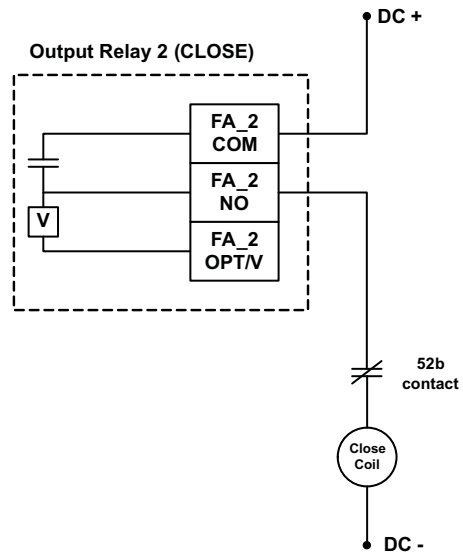 DC +
Output Relay 2 (CLOSE)
FA_2
COM
FA_2
NO
V
FA_2
OPT/V
52b
contact
Close
Coil
DC -